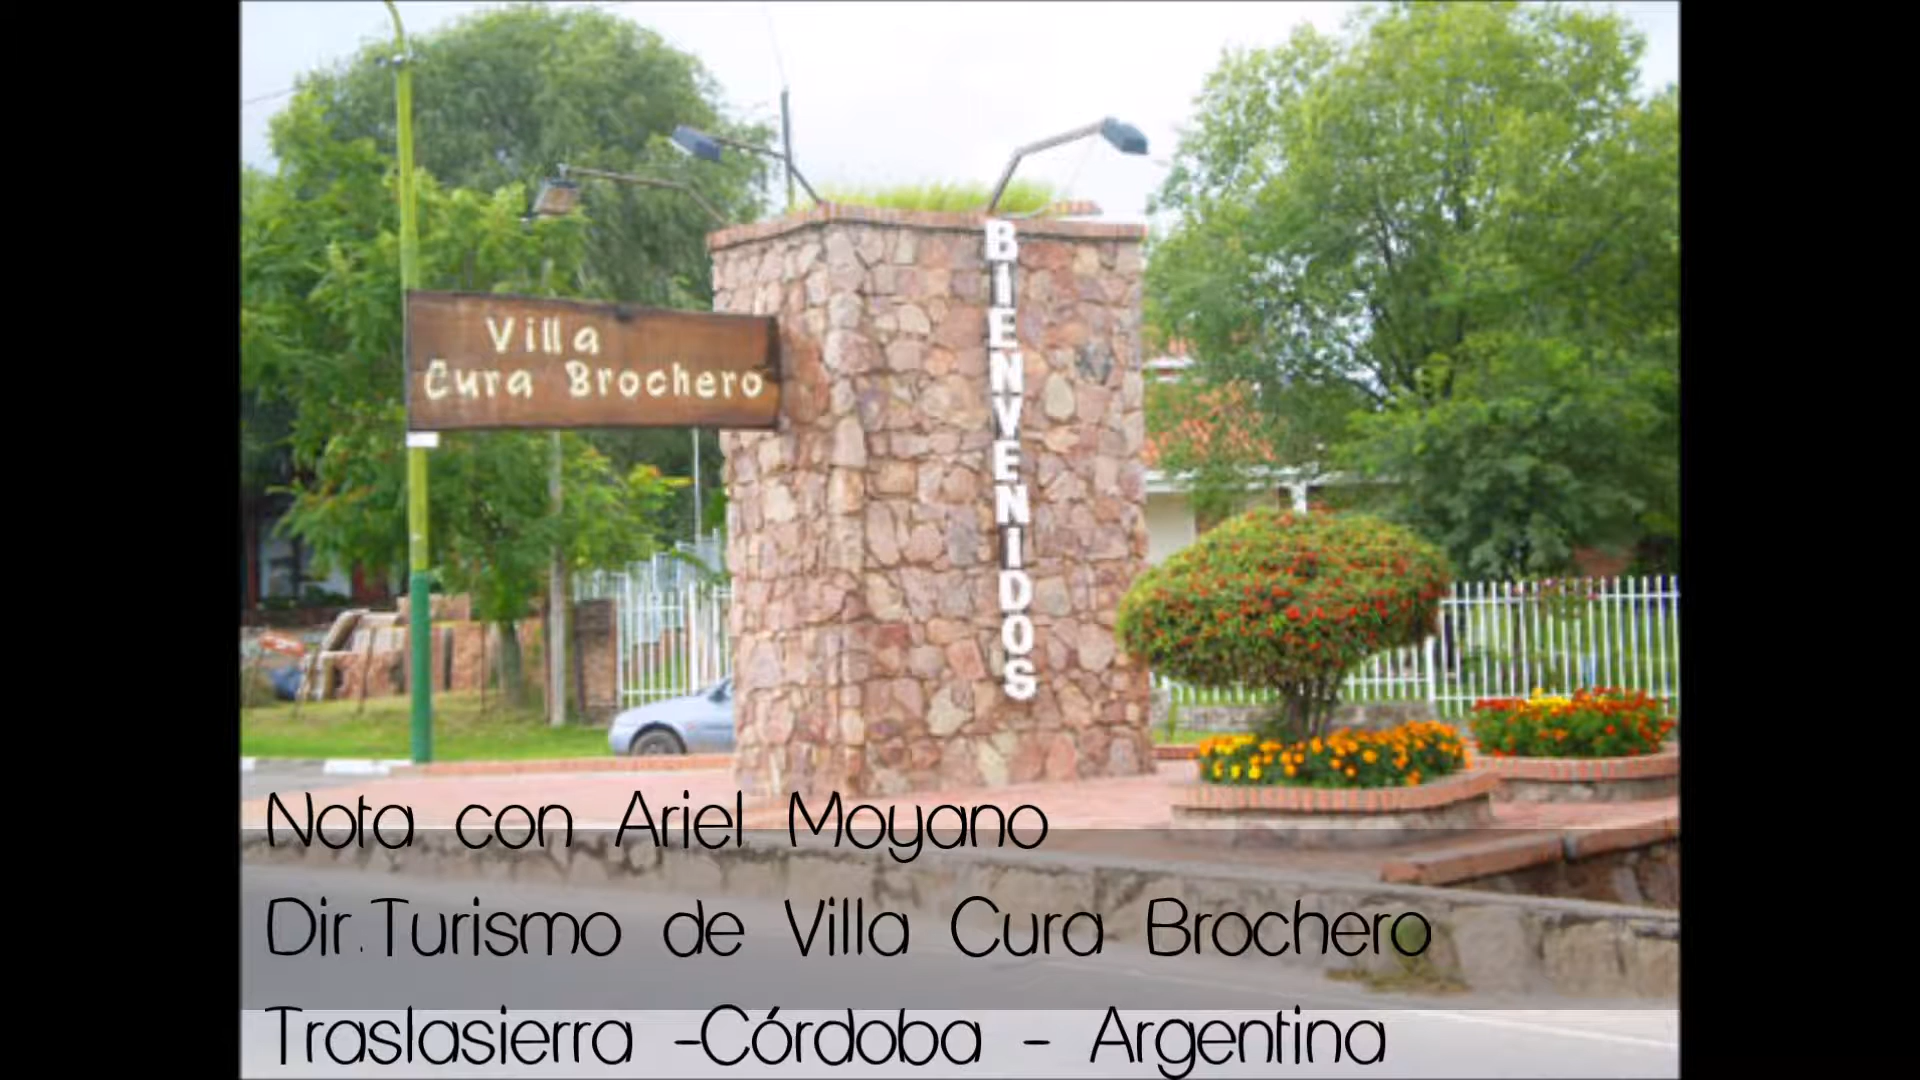 Villa
Cura Brochero
BIENVENIDOS
Nota con Ariel Moyano
Dir.Turismo de Villa Cura Brochero
Traslasierra -Córdoba - Argentina